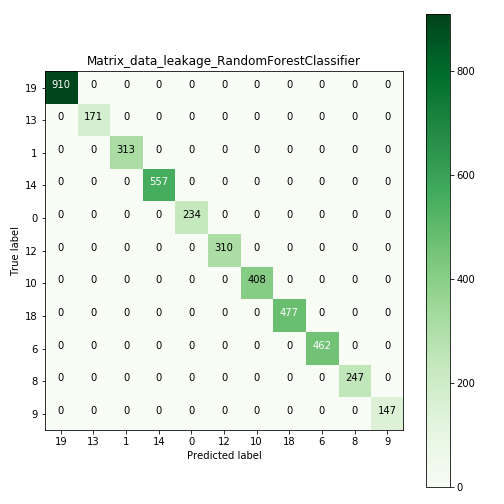 Matrix_data_leakage_RandomForestClassifier
19 910 0 0 0 0 0 0 0 0 0 0
13 0 171 0 0 0 0 0 0 0 0 0
1 0 0 313 0 0 0 0 0 0 0 0
14 0 0 0 557 0 0 0 0 0 0 0
0 0 0 0 0 234 0 0 0 0 0 0
12 0 0 0 0 0 310 0 0 0 0 0
10 0 0 0 0 0 0 408 0 0 0 0
18 0 0 0 0 0 0 0 477 0 0 0
6 0 0 0 0 0 0 0 0 462 0 0
8 0 0 0 0 0 0 0 0 0 247 0
9 0 0 0 0 0 0 0 0 0 0 147
19 13 1 14 0 12 10 18 6 8 9
True label
Predicted label
800
600
400
200
0